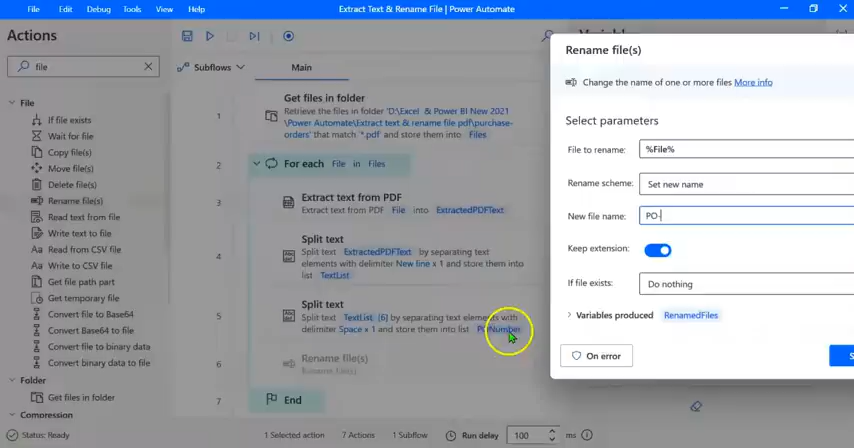 File Edit Debug Tools View Help Extract Text & Rename File | Power Automate
Actions
file
Subflows Main
File
If file exists
Wait for file
Copy file(s)
Move file(s)
Delete file(s)
Rename file(s)
Read text from file
Write text to file
Read from CSV file
Write to CSV file
Get file path part
Get temporary file
Convert file to Base64
Convert Base64 to file
Convert file to binary data
Convert binary data to file
Folder
Get files in folder
Compression
1
Get files in folder
Retrieve the files in folder 'D:\Excel & Power BI New 2021
\Power Automate\Extract text & rename file pdf\purchase-
orders' that match '*.pdf and store them into Files
2
For each File in Files
3
Extract text from PDF
Extract text from PDF File into ExtractedPDFText
4
Split text
Split text ExtractedPDFText by separating text
elements with delimiter New line x 1 and store them into
list TextList
5
Split text
Split text TextList [6] by separating text elements with
delimiter Space x 1 and store them into list
6
Rename file(s)
Rename file(s)
7
End
Rename file(s)
Change the name of one or more files More info
Select parameters
File to rename: %File%
Rename scheme: Set new name
New file name: PO-
Keep extension:
If file exists: Do nothing
Variables produced RenamedFiles
On error
Status: Ready 1 Selected action 7 Actions 1 Subflow Run delay 100 ms